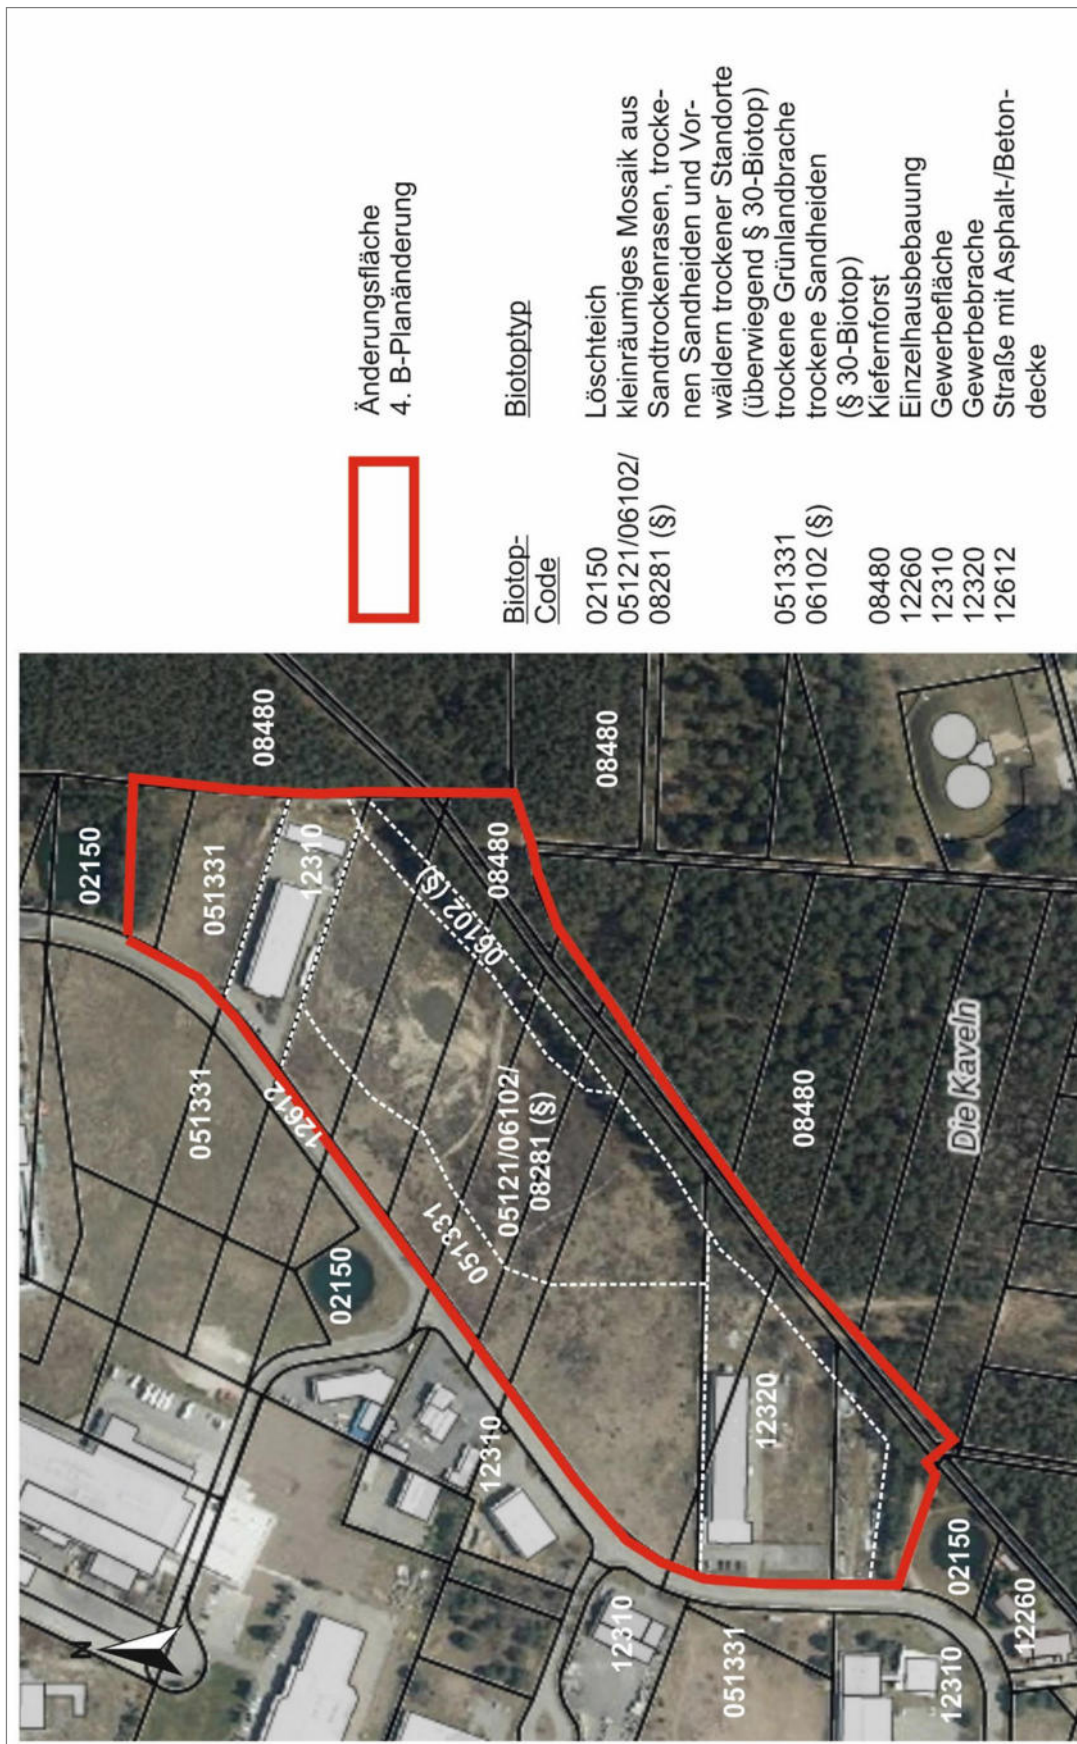 Änderungsfläche
4. B-Planänderung
Biotop-
Code
Biotoptyp
02150 Löschteich
05121/06102/ kleinräumiges Mosaik aus
08281 (§) Sandtrockenrasen, trocke-
nen Sandheiden und Vor-
wäldern trockener Standorte
(überwiegend § 30-Biotop)
051331 trockene Grünlandbrache
06102 (§) trockene Sandheiden
(§ 30-Biotop)
08480 Kiefernforst
12260 Einzelhausbebauung
12310 Gewerbefläche
12320 Gewerbebrache
12612 Straße mit Asphalt-/Beton-
decke
N
02150
08480
051331
12310
051331
12612
02150
06102 (§)
08480
08480
051331
05121/06102/
08281 (§)
12310
12320
08480
Die Kaveln
12310
051331
02150
12310
12260